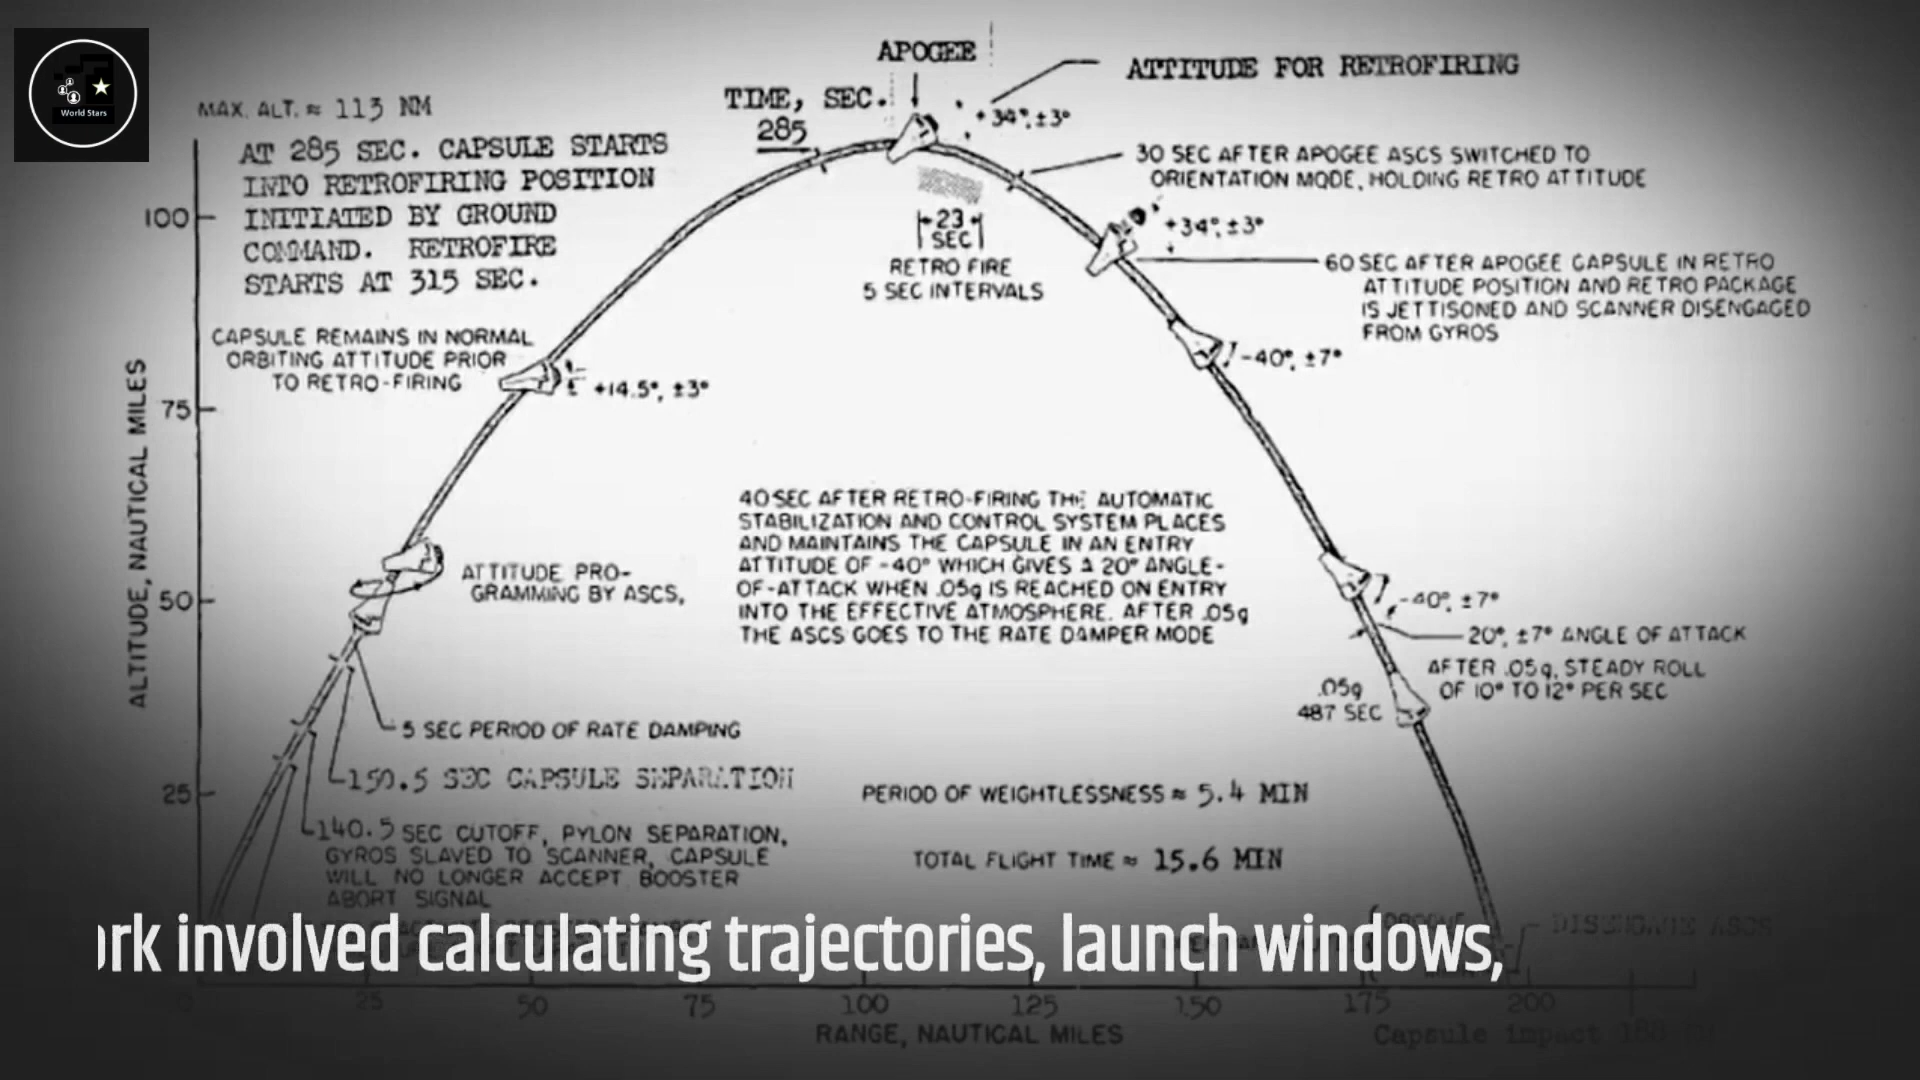 World Stars
APOGEE
ATTITUDE FOR RETROFIRING
MAX. ALT. ≈ 113 NM
TIME, SEC.
285
+34°, ±3°
AT 285 SEC. CAPSULE STARTS
INTO RETROFIRING POSITION
INITIATED BY GROUND
COMMAND. RETROFIRE
STARTS AT 315 SEC.
30 SEC AFTER APOGEE ASCS SWITCHED TO
ORIENTATION MODE, HOLDING RETRO ATTITUDE
100
23
SEC
RETRO FIRE
5 SEC INTERVALS
+34°, ±3°
60 SEC AFTER APOGEE CAPSULE IN RETRO
ATTITUDE POSITION AND RETRO PACKAGE
IS JETTISONED AND SCANNER DISENGAGED
FROM GYROS
CAPSULE REMAINS IN NORMAL
ORBITING ATTITUDE PRIOR
TO RETRO-FIRING
+14.5°, ±3°
-40°, ±7°
ALTITUDE, NAUTICAL MILES
75
40 SEC AFTER RETRO-FIRING THE AUTOMATIC
STABILIZATION AND CONTROL SYSTEM PLACES
AND MAINTAINS THE CAPSULE IN AN ENTRY
ATTITUDE OF -40° WHICH GIVES A 20° ANGLE-
OF-ATTACK WHEN .05g IS REACHED ON ENTRY
INTO THE EFFECTIVE ATMOSPHERE. AFTER .05g
THE ASCS GOES TO THE RATE DAMPER MODE
ATTITUDE PRO-
GRAMMING BY ASCS,
50
-40°, ±7°
20°, ±7° ANGLE OF ATTACK
AFTER .05g, STEADY ROLL
OF 10° TO 12° PER SEC
.05g
487 SEC
5 SEC PERIOD OF RATE DAMPING
150.5 SEC CAPSULE SEPARATION
25
PERIOD OF WEIGHTLESSNESS ≈ 5.4 MIN
140.5 SEC CUTOFF, PYLON SEPARATION,
GYROS SLAVED TO SCANNER, CAPSULE
WILL NO LONGER ACCEPT BOOSTER
ABORT SIGNAL
TOTAL FLIGHT TIME ≈ 15.6 MIN
DISENGAGE ASCS
rk involved calculating trajectories, launch windows,
0 25 50 75 100 125 150 175 200
RANGE, NAUTICAL MILES
Capsule impact